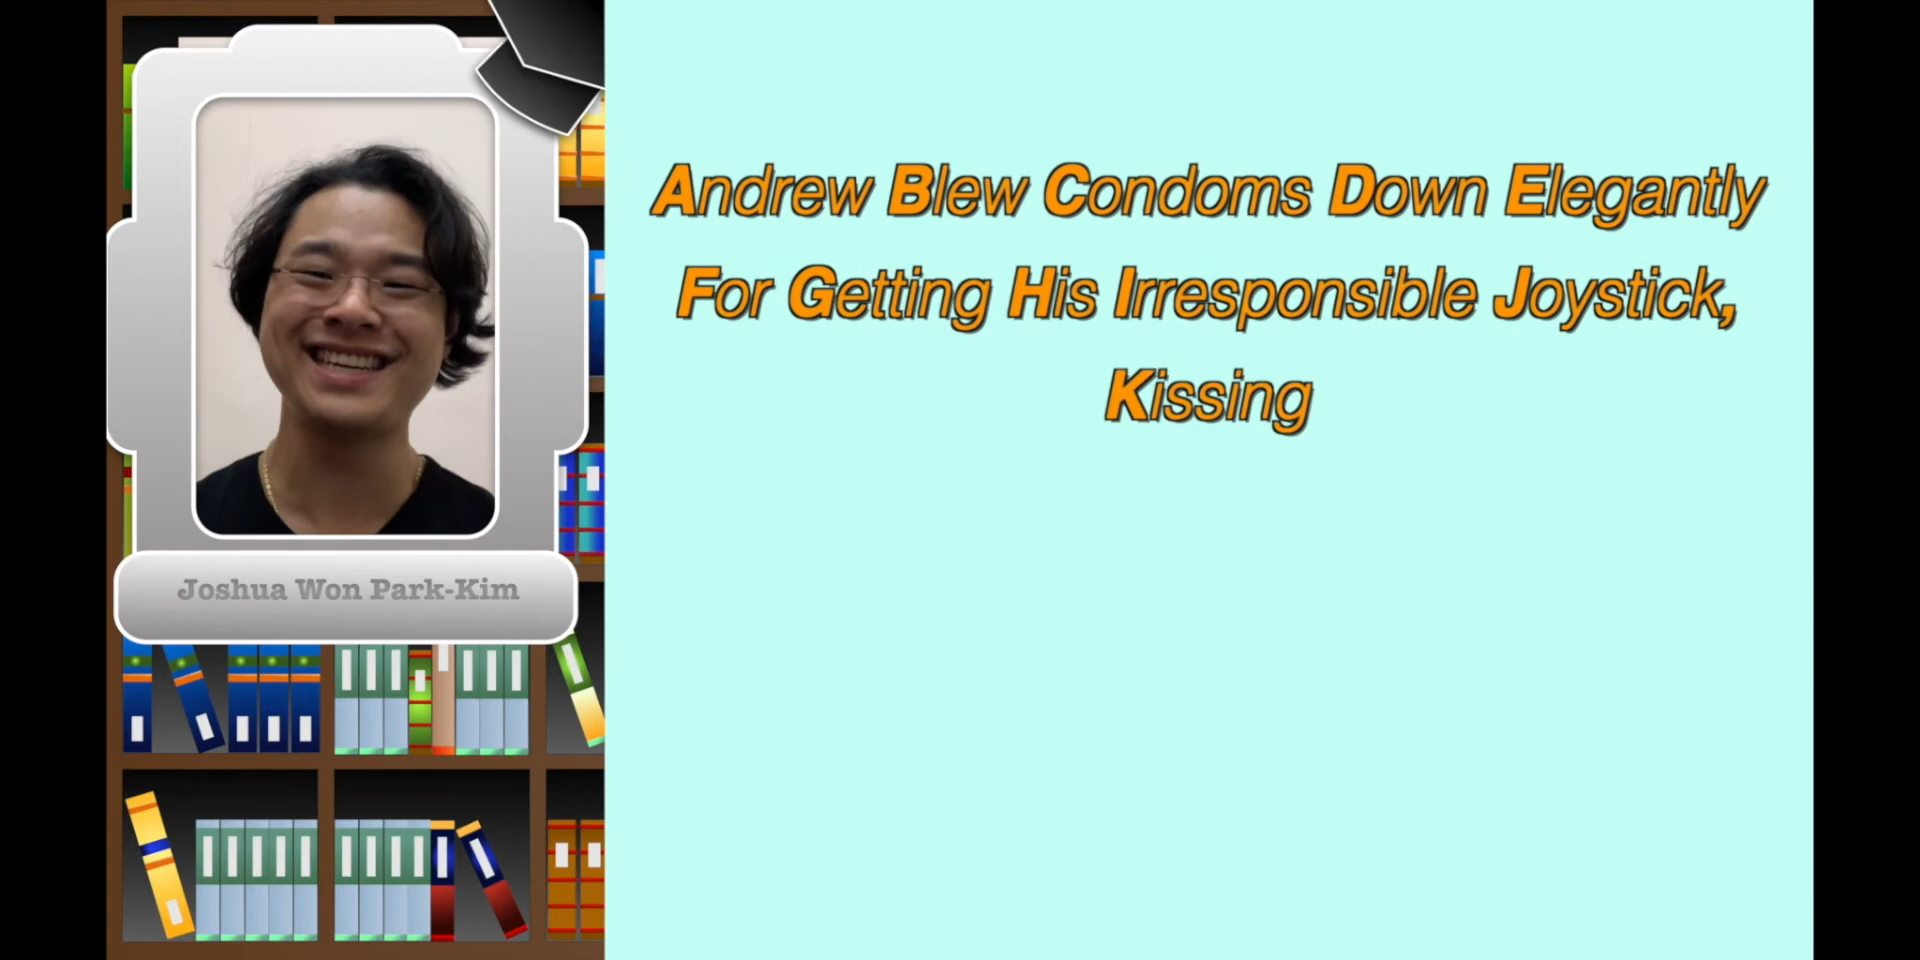 Andrew Blew Condoms Down Elegantly
For Getting His Irresponsible Joystick,
Kissing
Joshua Won Park-Kim